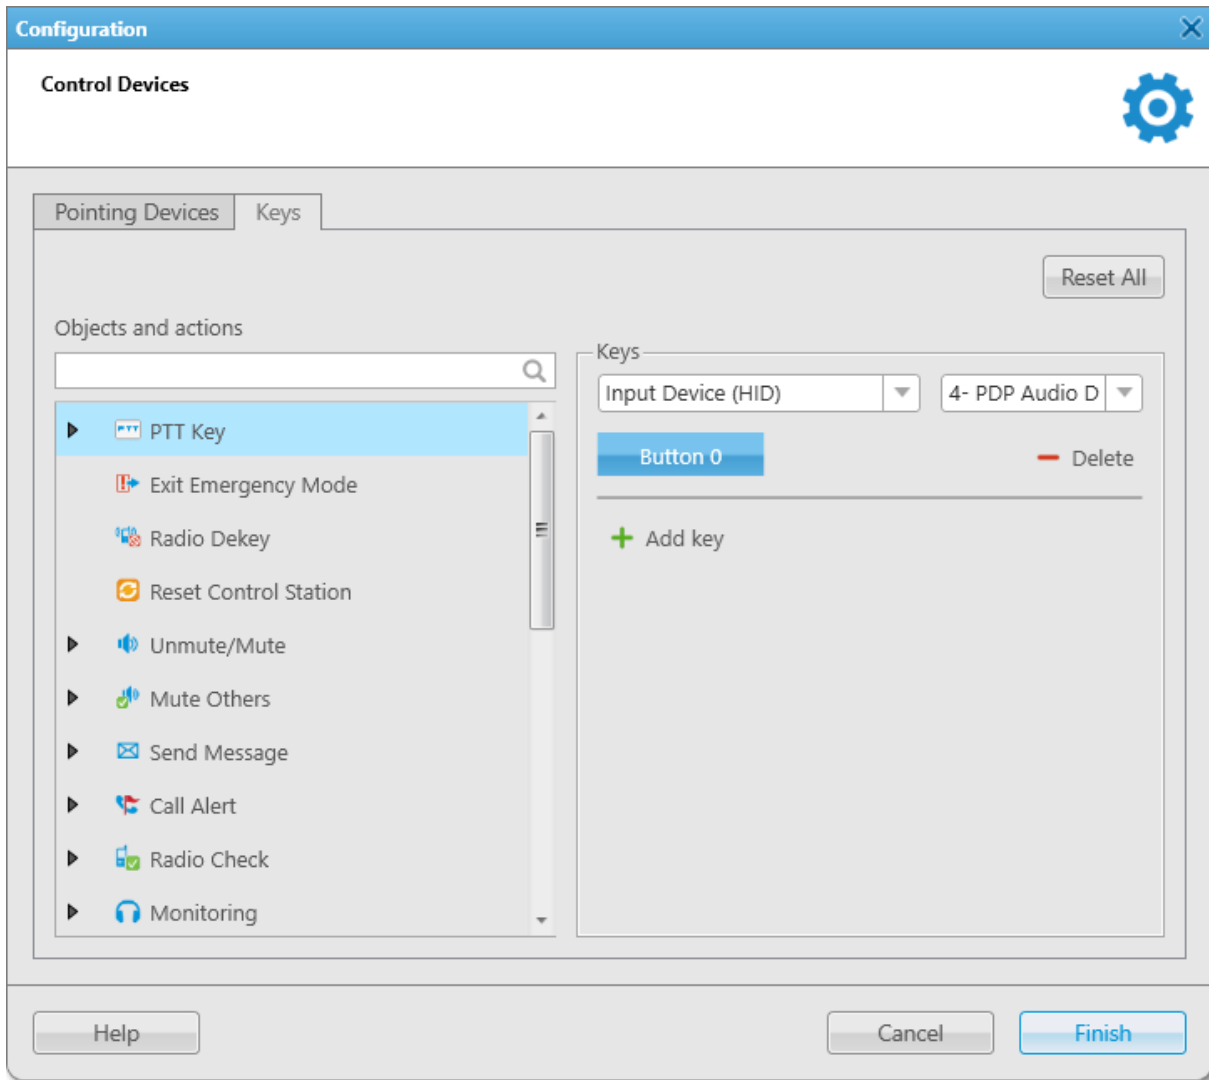 Configuration
Control Devices
Pointing Devices
Keys
Reset All
Objects and actions
PTT Key
Exit Emergency Mode
Radio Dekey
Reset Control Station
Unmute/Mute
Mute Others
Send Message
Call Alert
Radio Check
Monitoring
Keys
Input Device (HID)
4- PDP Audio D
Button 0
Delete
Add key
Help
Cancel
Finish